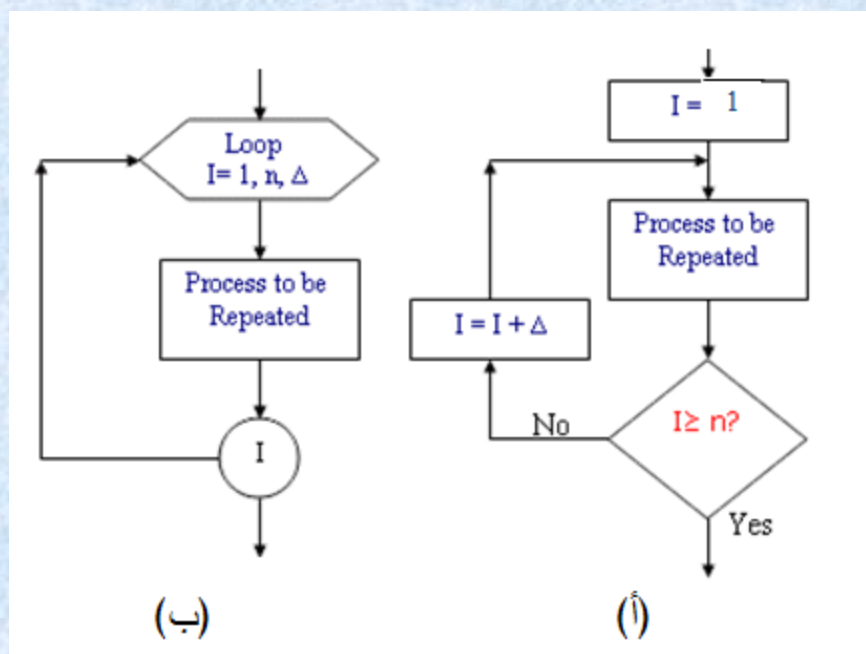 Loop
I= 1, n, Δ
Process to be
Repeated
I
(ب)
I = 1
Process to be
Repeated
I = I + Δ
I≥ n?
No
Yes
(أ)